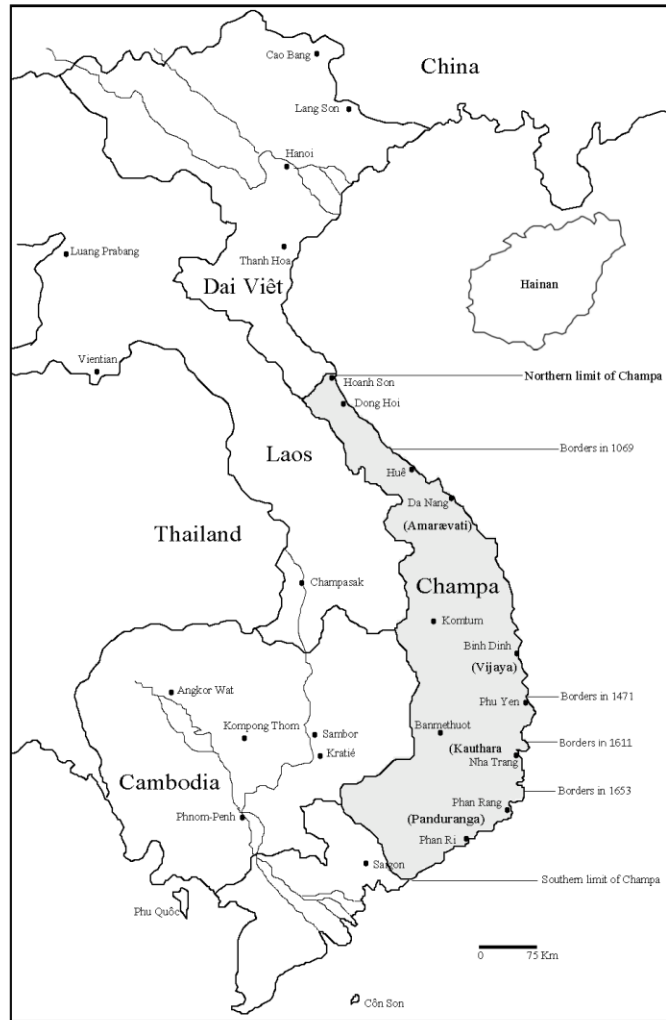 Cao Bang
China
Lang Son
Hanoi
Luang Prabang
Thanh Hoa
Dai Viêt
Hainan
Vientian
Northern limit of Champa
Hoanh Son
Dong Hoi
Borders in 1069
Laos
Huê
Da Nang
(Amarævati)
Thailand
Champasak
Champa
Komtum
Binh Dinh
(Vijaya)
Angkor Wat
Phu Yen
Borders in 1471
Kompong Thom
Sambor
Banmethuot
Borders in 1611
Kratié
(Kauthara
Nha Trang
Cambodia
Borders in 1653
Phan Rang
Phnom-Penh
(Panduranga)
Phan Ri
Saigon
Southern limit of Champa
Phu Quôc
0 75 Km
Côn Son